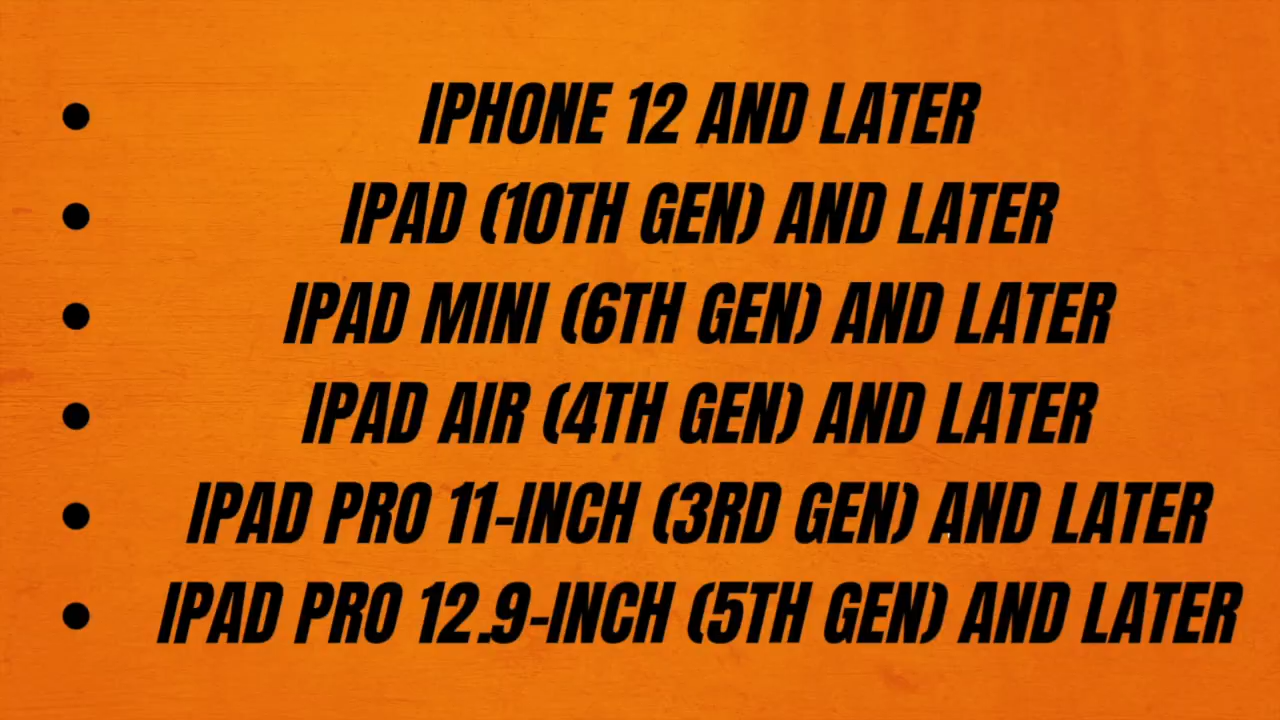 • IPHONE 12 AND LATER
• IPAD (10TH GEN) AND LATER
• IPAD MINI (6TH GEN) AND LATER
• IPAD AIR (4TH GEN) AND LATER
• IPAD PRO 11-INCH (3RD GEN) AND LATER
• IPAD PRO 12.9-INCH (5TH GEN) AND LATER